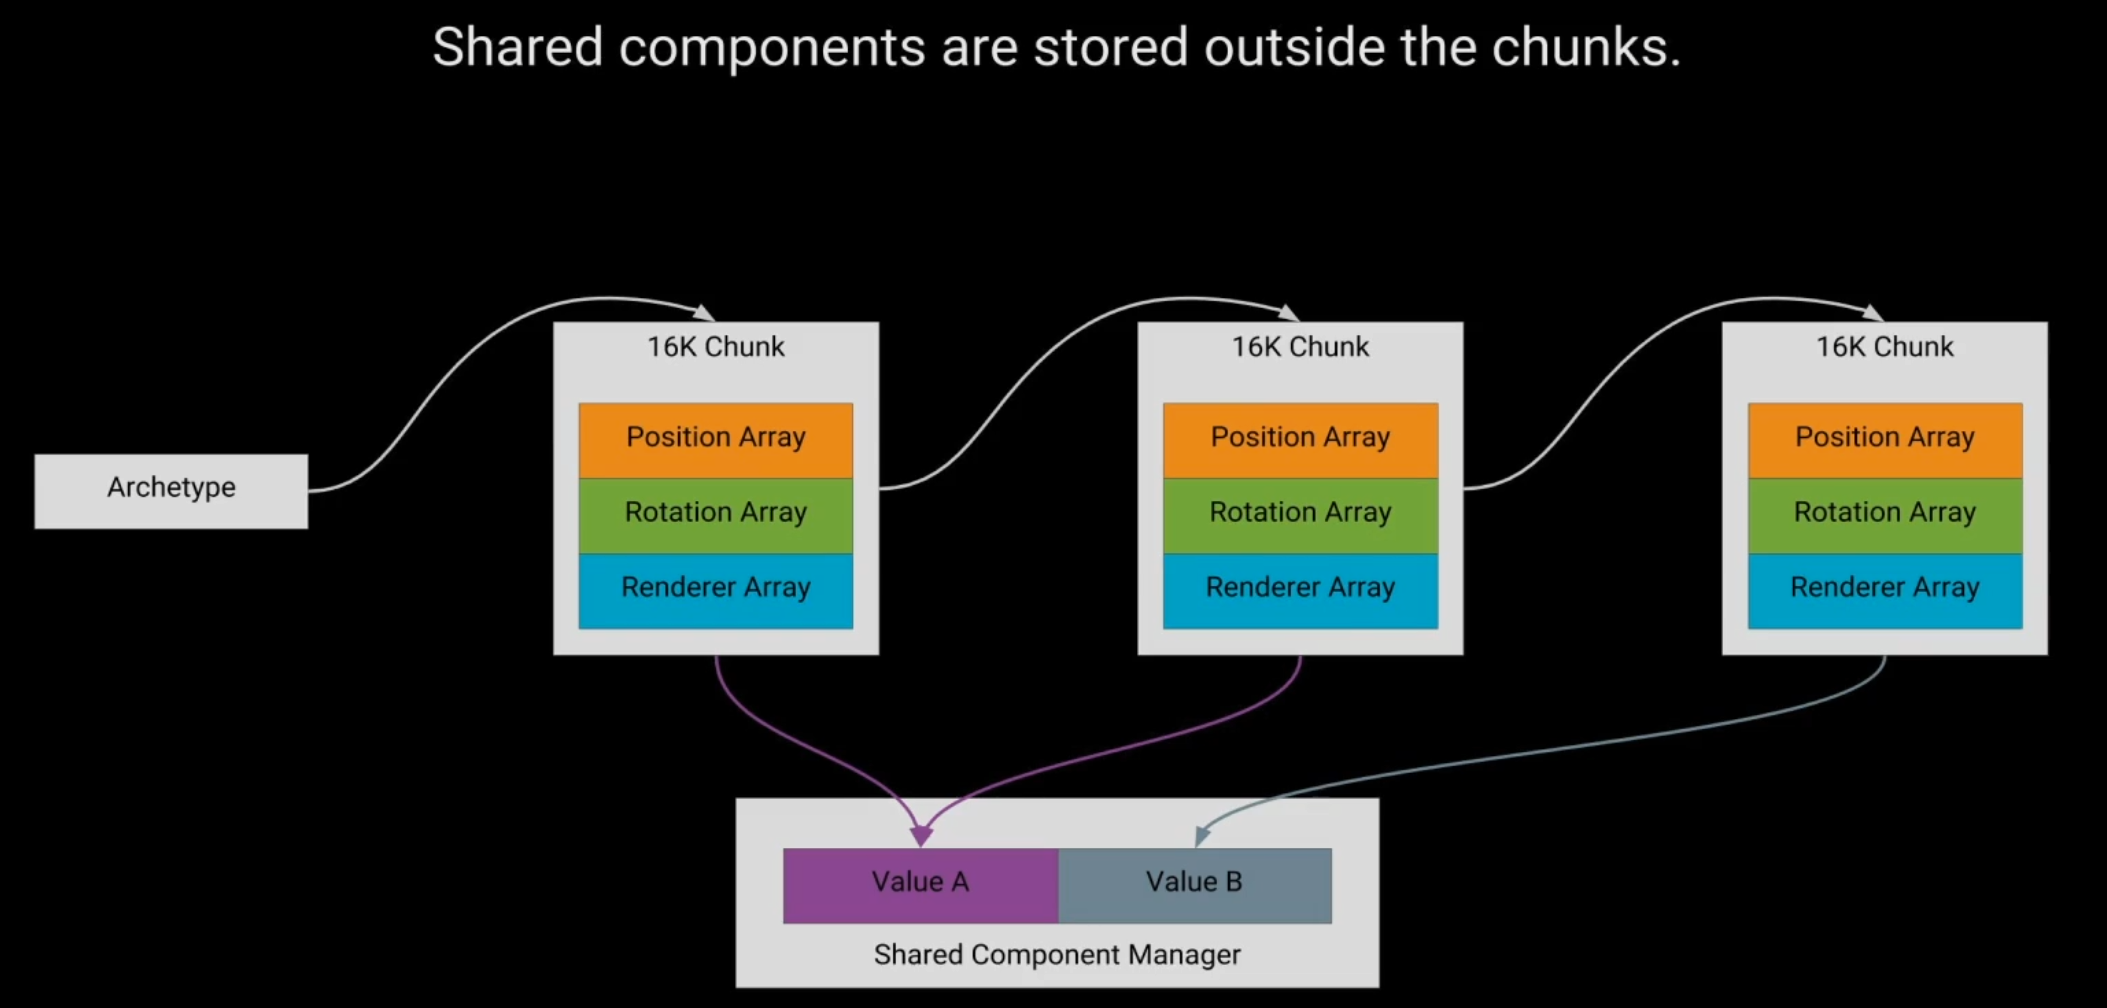 Shared components are stored outside the chunks.
Archetype
16K Chunk
Position Array
Rotation Array
Renderer Array
16K Chunk
Position Array
Rotation Array
Renderer Array
16K Chunk
Position Array
Rotation Array
Renderer Array
Value A
Value B
Shared Component Manager